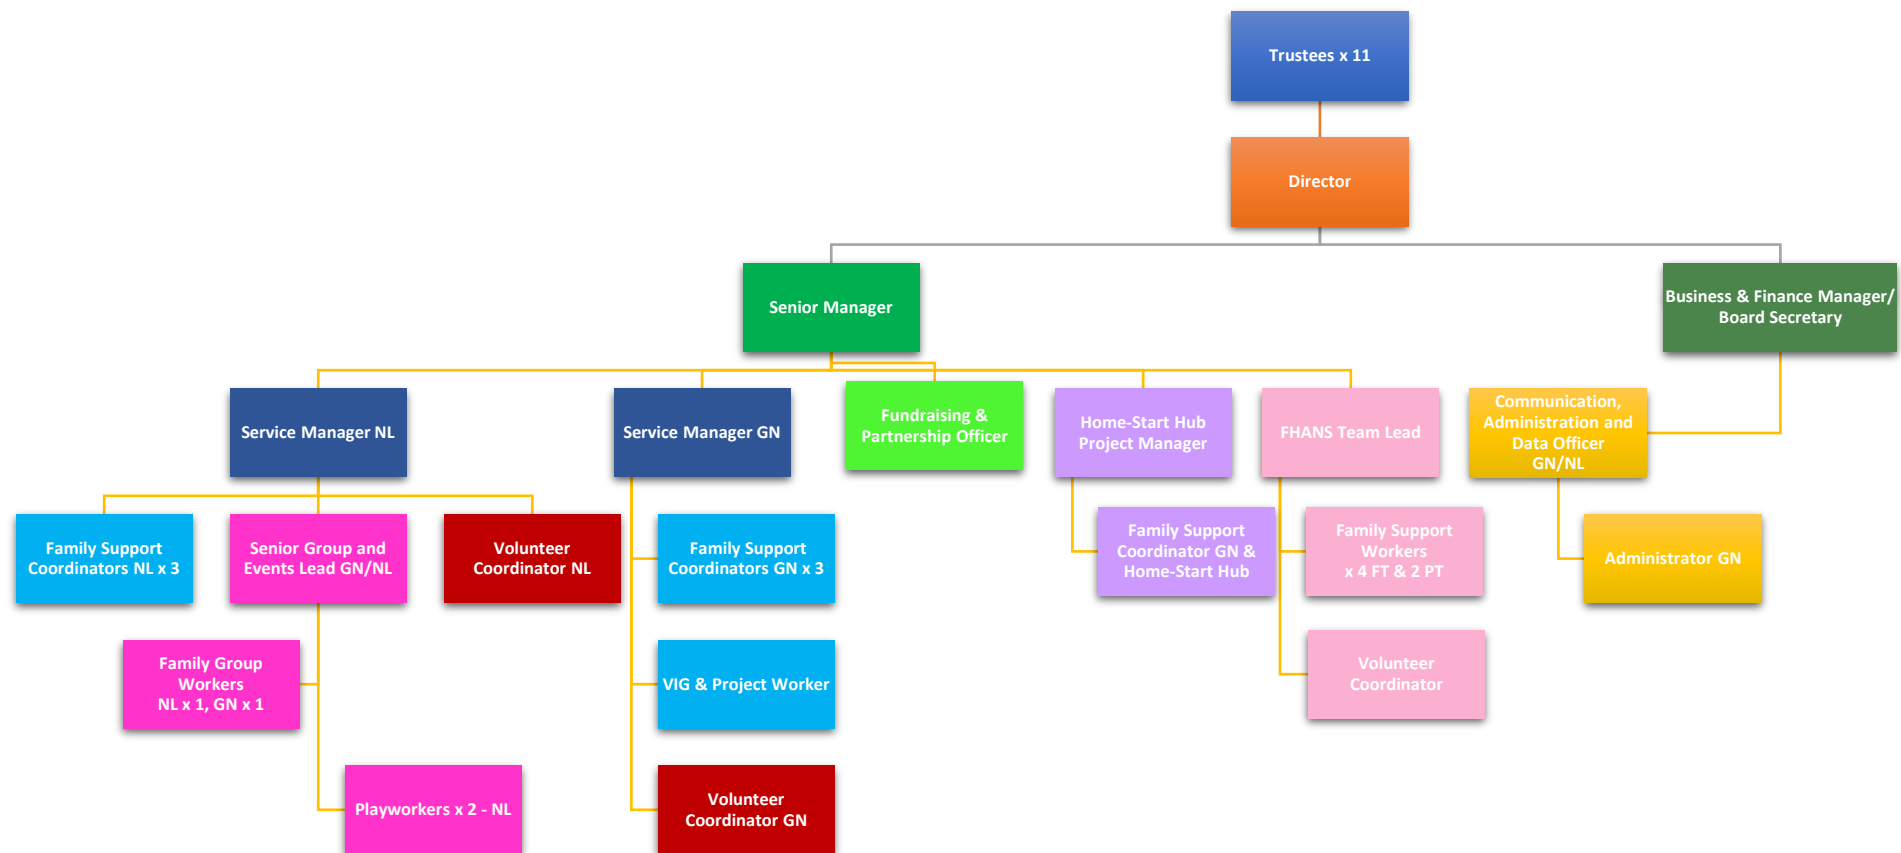 Trustees x 11
Director
Senior Manager
Business & Finance Manager/
Board Secretary
Service Manager NL
Service Manager GN
Fundraising &
Partnership Officer
Home-Start Hub
Project Manager
FHANS Team Lead
Communication,
Administration and
Data Officer
GN/NL
Family Support
Coordinators NL x 3
Senior Group and
Events Lead GN/NL
Volunteer
Coordinator NL
Family Support
Coordinators GN x 3
Family Support
Coordinator GN &
Home-Start Hub
Family Support
Workers
x 4 FT & 2 PT
Administrator GN
Family Group
Workers
NL x 1, GN x 1
VIG & Project Worker
Volunteer
Coordinator
Playworkers x 2 - NL
Volunteer
Coordinator GN